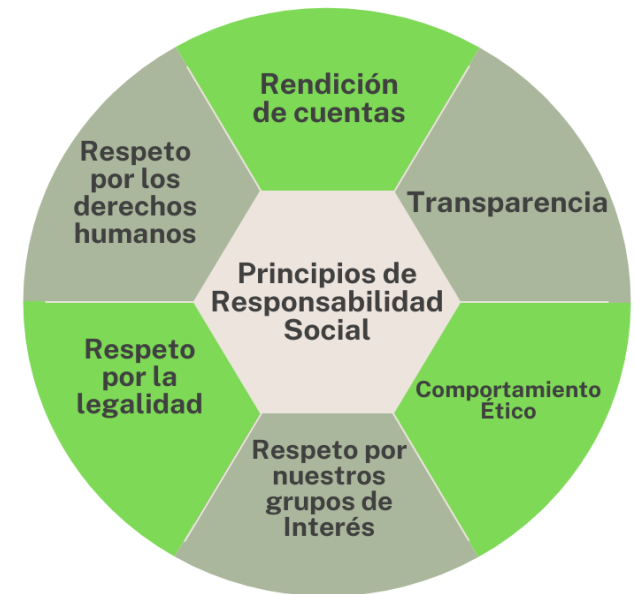 Rendición
de cuentas
Transparencia
Comportamiento
Ético
Respeto por
nuestros
grupos de
Interés
Respeto
por la
legalidad
Respeto
por los
derechos
humanos
Principios de
Responsabilidad
Social